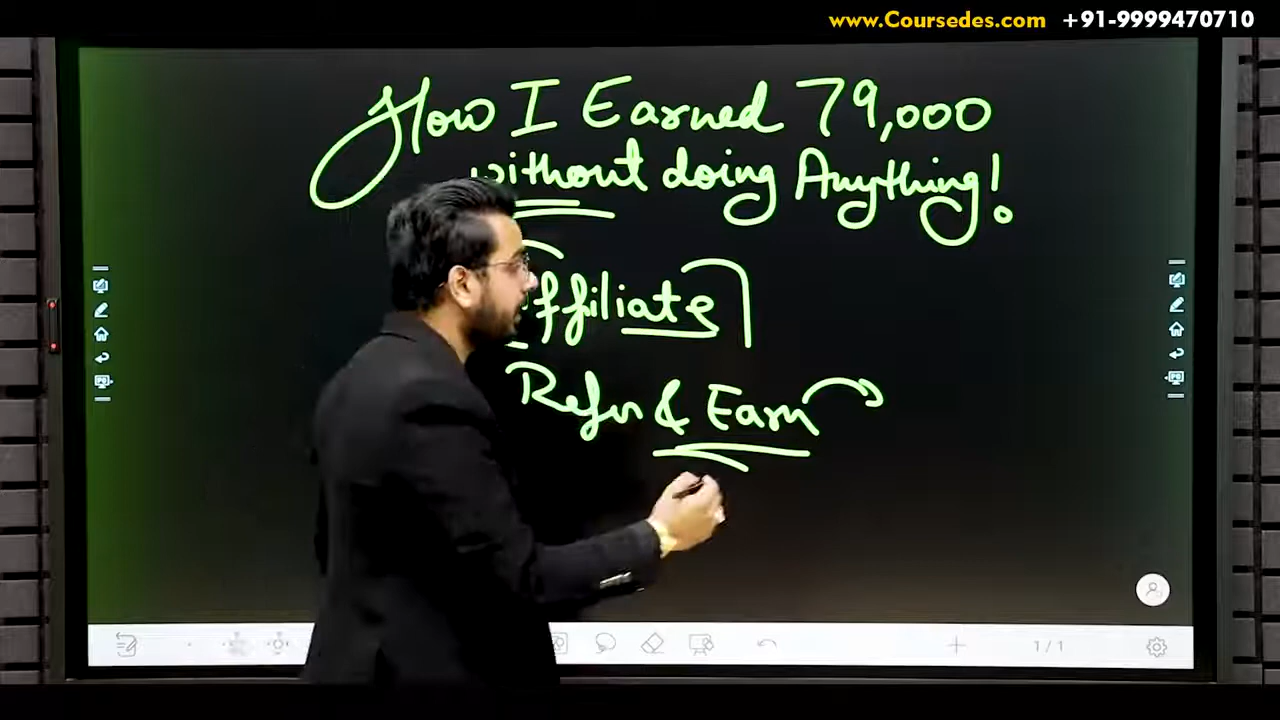 www.Coursedes.com +91-9999470710
How I Earned 79,000
without doing Anything!
ffiliate
Refer & Earn
1/1